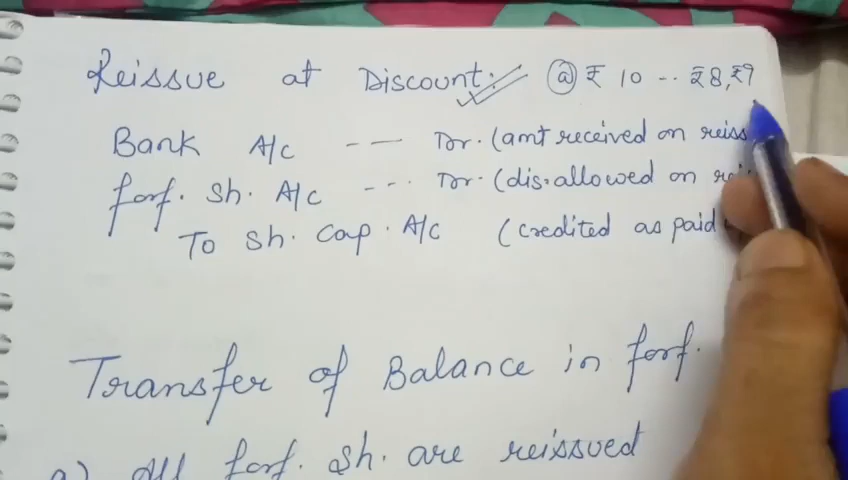 Reissue at Discount. @ ₹ 10 -- ₹8, ₹9
Bank A/c --- Dr. (amt received on
forf. Sh. A/c --- Dr. (dis. allowed on
To Sh. Cap. A/c (credited as paid
Transfer of Balance in forf.
a) All forf. Sh. are reissued